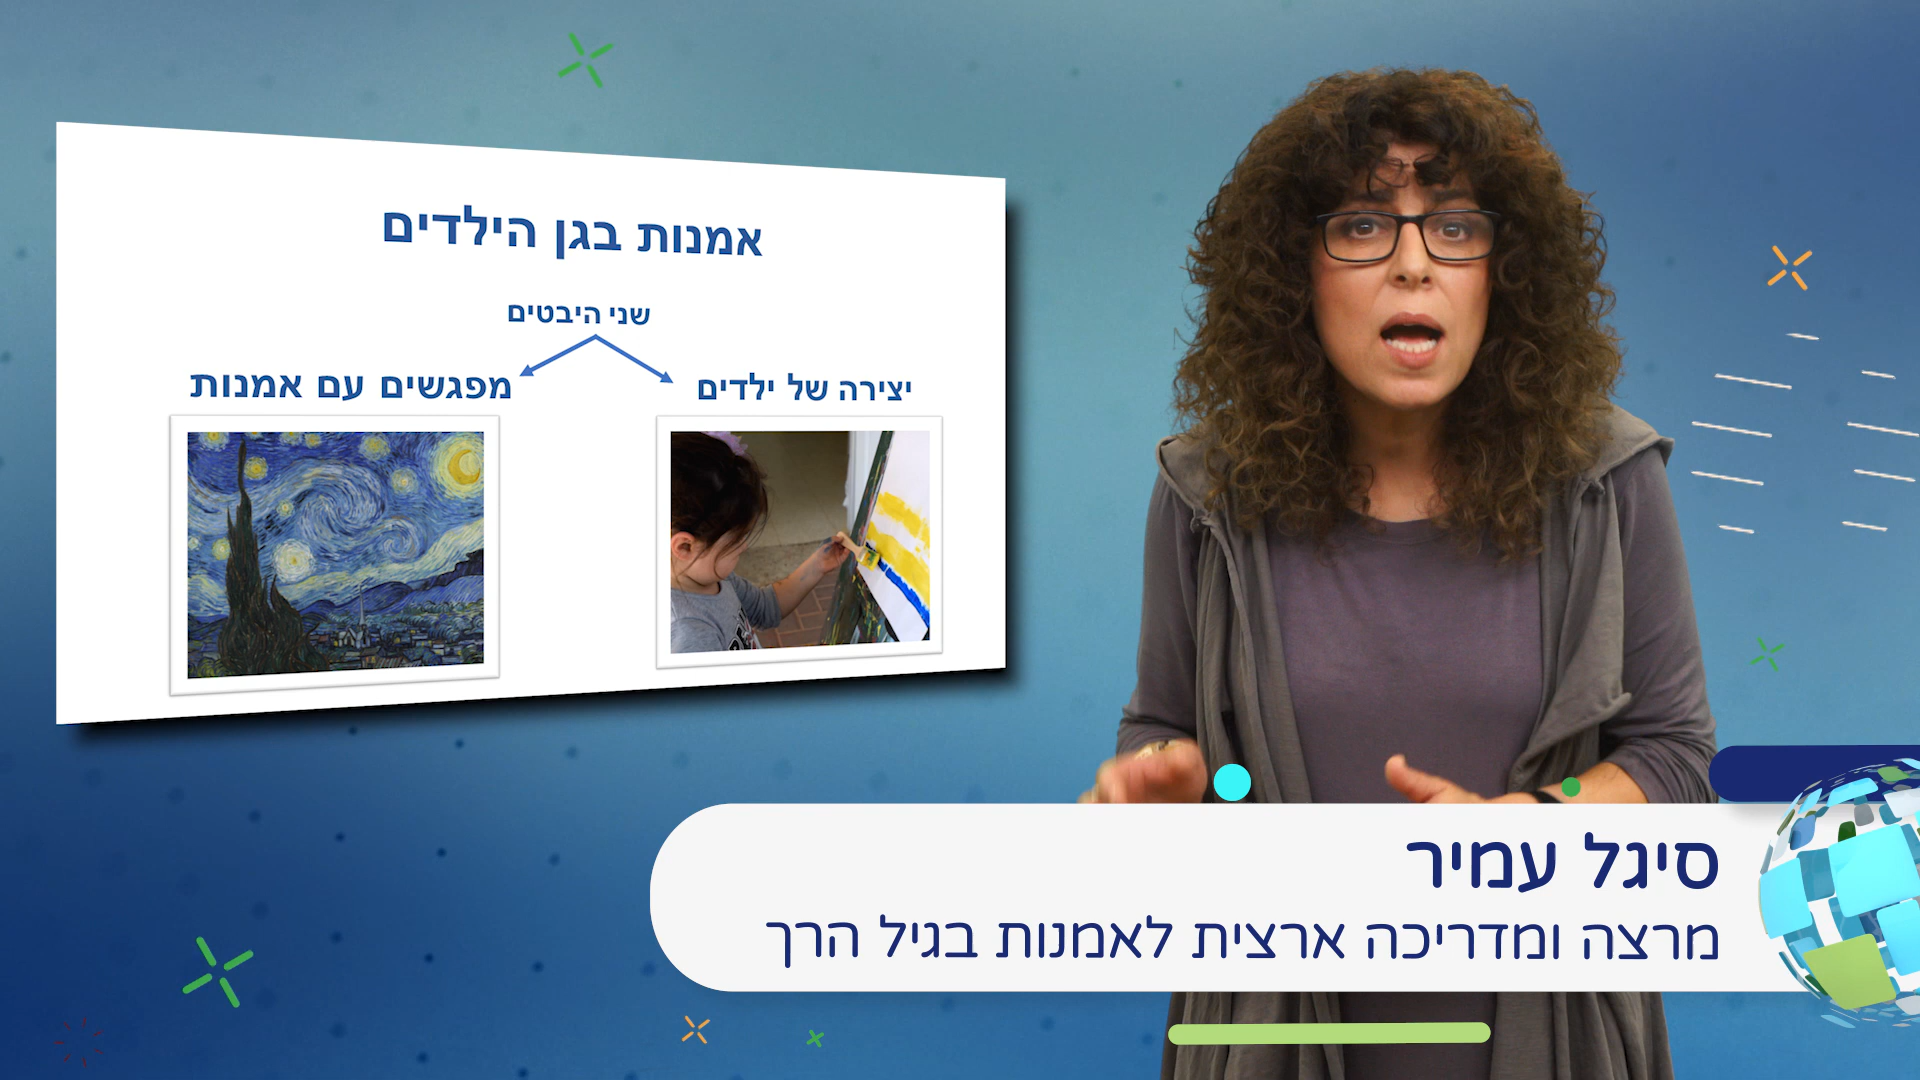 אמנות בגן הילדים
שני היבטים
יצירה של ילדים
מפגשים עם אמנות
סיגל עמיר
מרצה ומדריכה ארצית לאמנות בגיל הרך